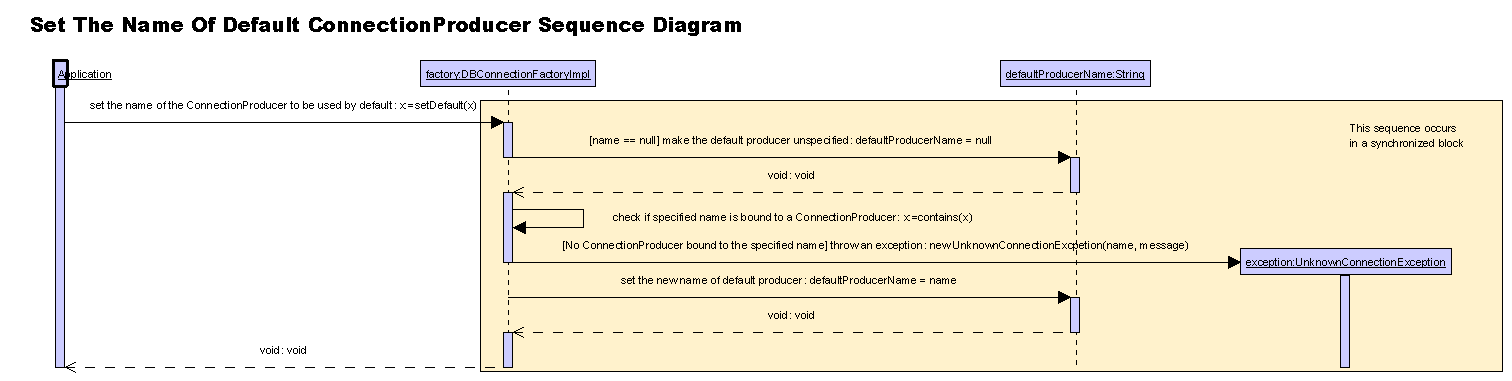 Set The Name Of Default ConnectionProducer Sequence Diagram
Application
factory:DBConnectionFactoryImpl
defaultProducerName:String
set the name of the ConnectionProducer to be used by default : x:=setDefault(x)
This sequence occurs
in a synchronized block
[name == null] make the default producer unspecified : defaultProducerName = null
void : void
check if specified name is bound to a ConnectionProducer : x:=contains(x)
[No ConnectionProducer bound to the specified name] throw an exception : new UnknownConnectionExcpetion(name, message)
exception:UnknownConnectionException
set the new name of default producer : defaultProducerName = name
void : void
void : void